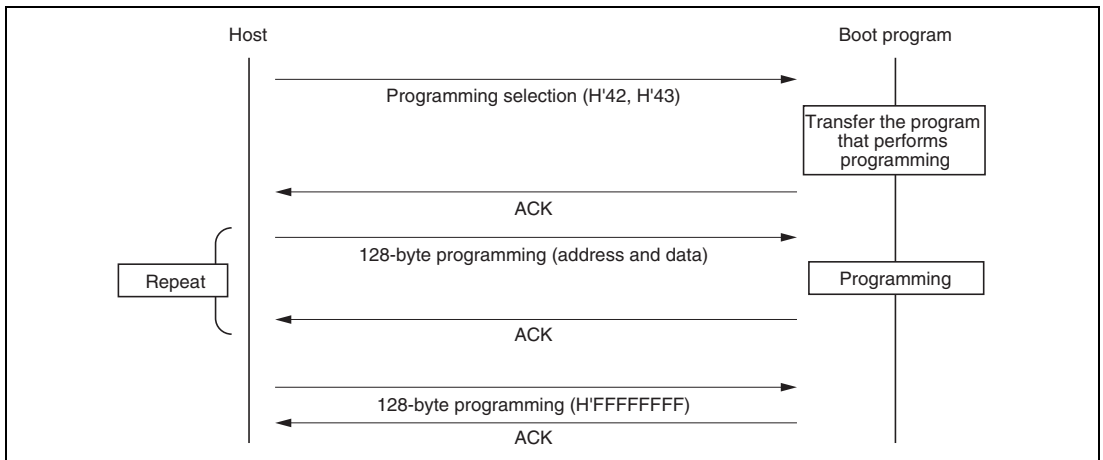 Host
Boot program
Programming selection (H'42, H'43)
Transfer the program
that performs
programming
ACK
128-byte programming (address and data)
Repeat
Programming
ACK
128-byte programming (H'FFFFFFFF)
ACK